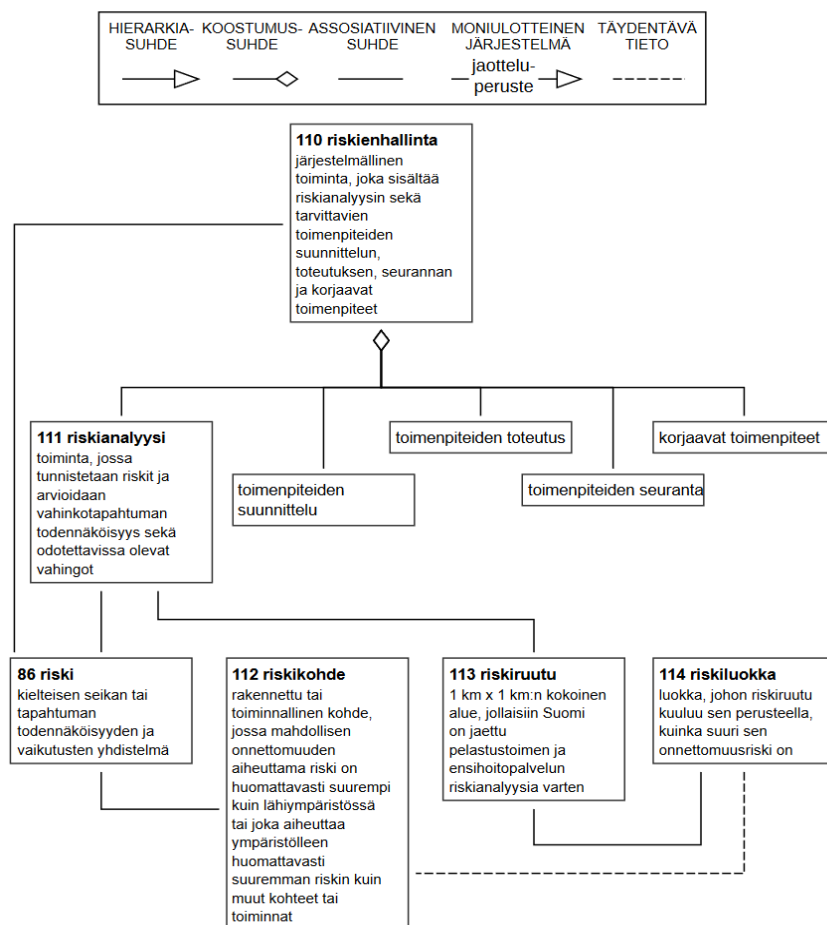 HIERARKIA-
SUHDE
KOOSTUMUS-
SUHDE
ASSOSIATIIVINEN
SUHDE
MONIULOTTEINEN
JÄRJESTELMÄ
jaottelu-
peruste
TÄYDENTÄVÄ
TIETO
110 riskienhallinta
järjestelmällinen
toiminta, joka sisältää
riskianalyysin sekä
tarvittavien
toimenpiteiden
suunnittelun,
toteutuksen, seurannan
ja korjaavat
toimenpiteet
111 riskianalyysi
toiminta, jossa
tunnistetaan riskit ja
arvioidaan
vahinkotapahtuman
todennäköisyys sekä
odotettavissa olevat
vahingot
toimenpiteiden
suunnittelu
toimenpiteiden toteutus
toimenpiteiden seuranta
korjaavat toimenpiteet
86 riski
kielteisen seikan tai
tapahtuman
todennäköisyyden ja
vaikutusten yhdistelmä
112 riskikohde
rakennettu tai
toiminnallinen kohde,
jossa mahdollisen
onnettomuuden
aiheuttama riski on
huomattavasti suurempi
kuin lähiympäristössä
tai joka aiheuttaa
ympäristölleen
huomattavasti
suuremman riskin kuin
muut kohteet tai
toiminnat
113 riskiruutu
1 km x 1 km:n kokoinen
alue, jollaisiin Suomi
on jaettu
pelastustoimen ja
ensihoitopalvelun
riskianalyysia varten
114 riskiluokka
luokka, johon riskiruutu
kuuluu sen perusteella,
kuinka suuri sen
onnettomuusriski on